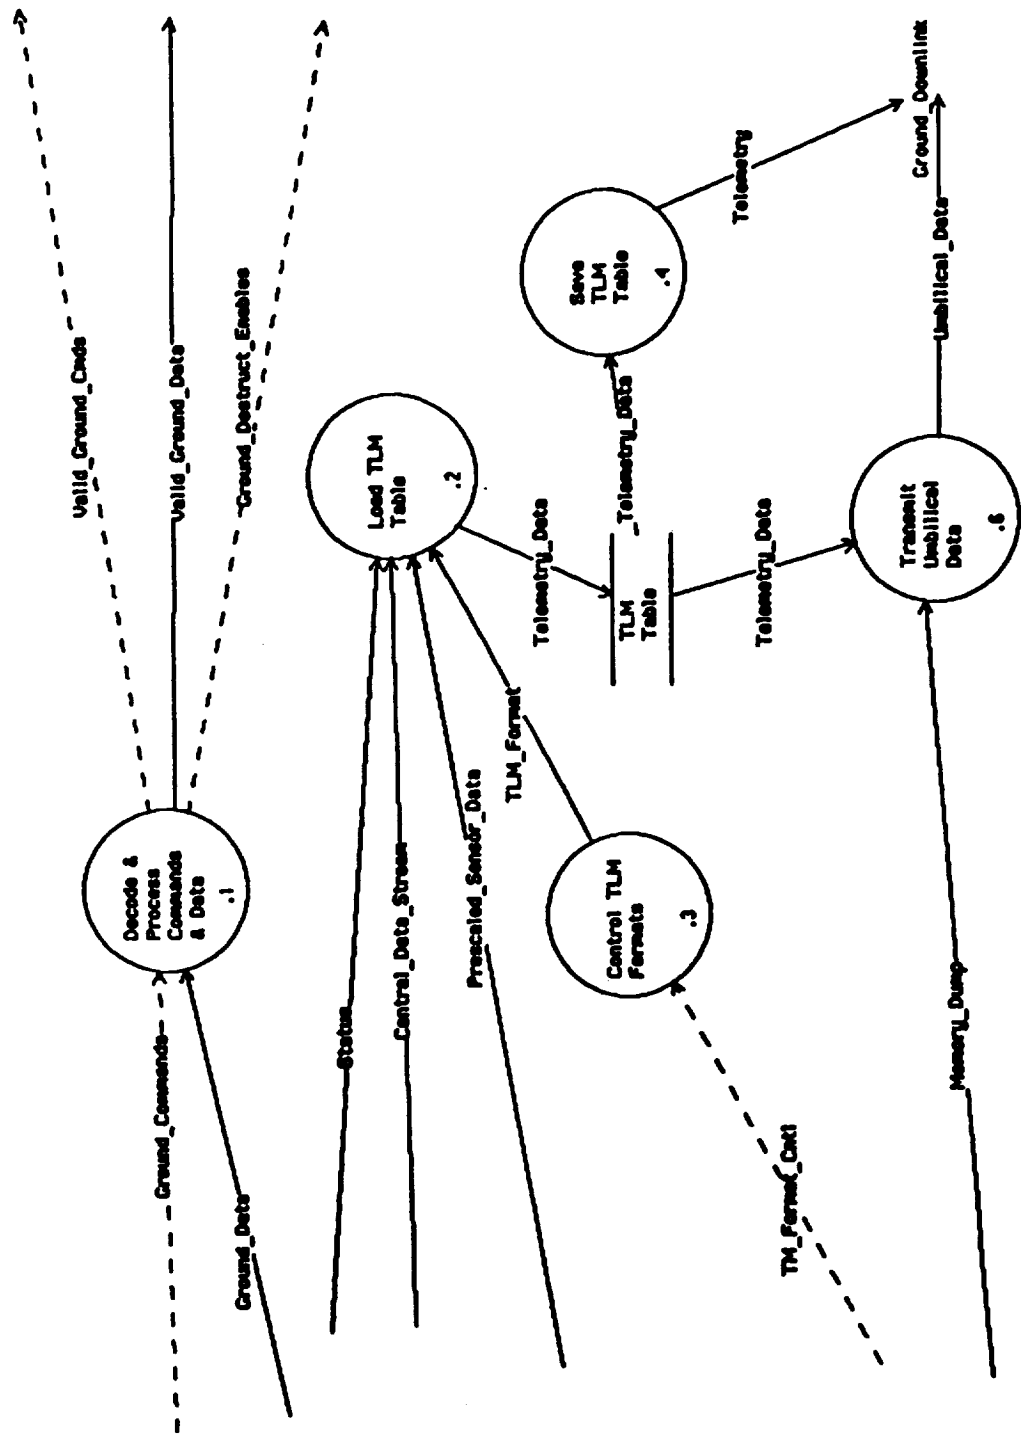 Valid_Ground_Cmds
Ground_Commands
Decode &
Process
Commands
& Data
.1
Valid_Ground_Data
Ground_Data
Ground_Destruct_Enables
Status
Load TLM
Table
.2
Central_Data_Stream
Prescaled_Sensor_Data
TLM_Format
Telemetry_Data
Save
TLM
Table
.4
Telemetry_Data
TLM
Table
Control TLM
Formats
.3
Telemetry
Telemetry_Data
TM_Format_Cntl
Ground_Downlink
Transmit
Umbilical
Data
Umbilical_Data
Memory_Dump